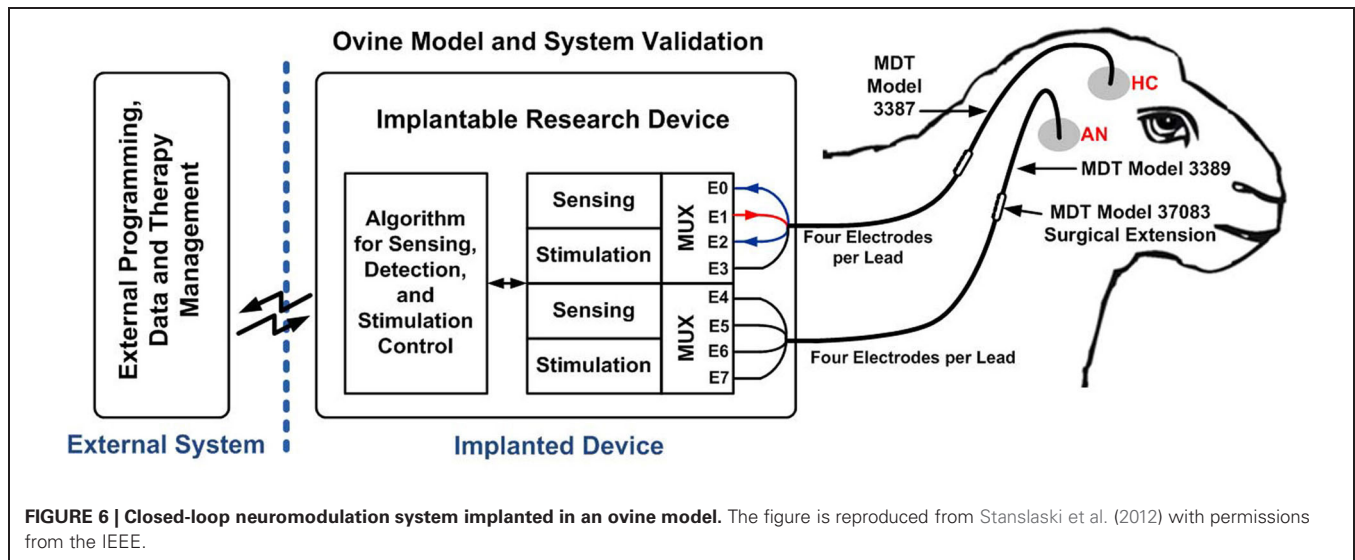 Ovine Model and System Validation
External Programming,
Data and Therapy
Management
External System
Implantable Research Device
Algorithm
for Sensing,
Detection,
and
Stimulation
Control
Sensing
Stimulation
Sensing
Stimulation
MUX
MUX
E0
E1
E2
E3
E4
E5
E6
E7
Implanted Device
Four Electrodes
per Lead
Four Electrodes per Lead
MDT
Model
3387
HC
AN
MDT Model 3389
MDT Model 37083
Surgical Extension
FIGURE 6 | Closed-loop neuromodulation system implanted in an ovine model. The figure is reproduced from Stanslaski et al. (2012) with permissions
from the IEEE.